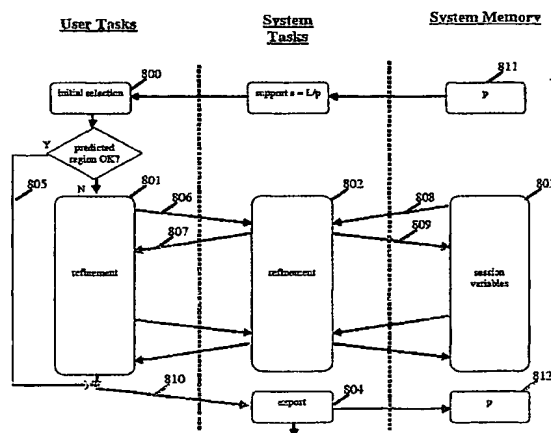 User Tasks
System
Tasks
System Memory
800
initial selection
support s = L/p
811
p
Y
predicted
region OK?
805
N
801
806
807
802
808
809
803
refinement
refinement
session
variables
810
export
804
812
p